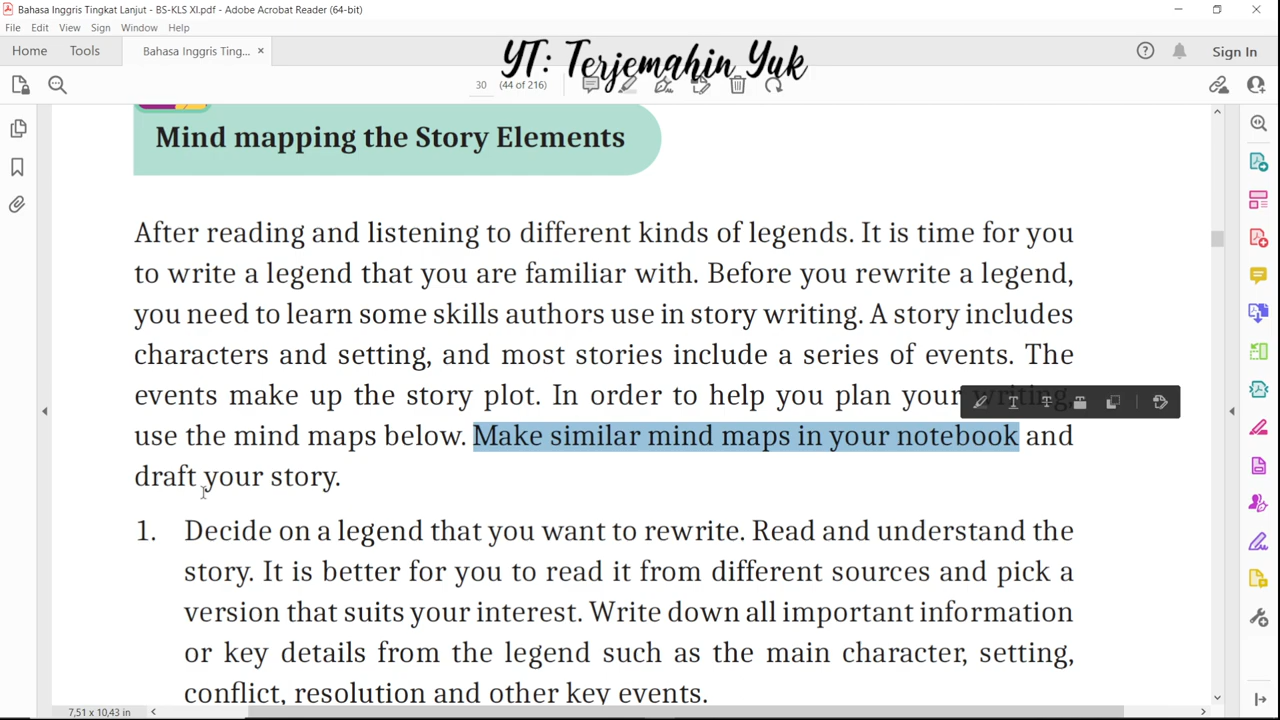 Bahasa Inggris Tingkat Lanjut - BS-KLS XI.pdf - Adobe Acrobat Reader (64-bit)
File Edit View Sign Window Help
Home Tools Bahasa Inggris Ting... × Sign In
YT: Terjemahin Yuk
30 (44 of 216)
Mind mapping the Story Elements
After reading and listening to different kinds of legends. It is time for you
to write a legend that you are familiar with. Before you rewrite a legend,
you need to learn some skills authors use in story writing. A story includes
characters and setting, and most stories include a series of events. The
events make up the story plot. In order to help you plan your writing,
use the mind maps below. Make similar mind maps in your notebook and
draft your story.
1. Decide on a legend that you want to rewrite. Read and understand the
story. It is better for you to read it from different sources and pick a
version that suits your interest. Write down all important information
or key details from the legend such as the main character, setting,
conflict, resolution and other key events.
7,51 x 10,43 in